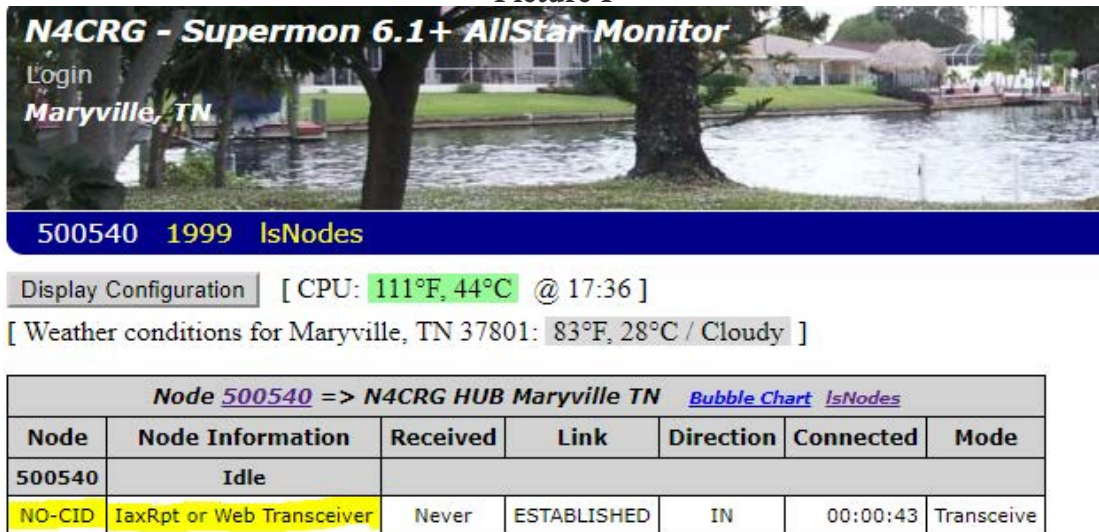 N4CRG - Supermon 6.1+ AllStar Monitor
Login
Maryville, TN
500540 1999 lsNodes
Display Configuration [ CPU: 111°F, 44°C @ 17:36 ]
[ Weather conditions for Maryville, TN 37801: 83°F, 28°C / Cloudy ]
Node 500540 => N4CRG HUB Maryville TN Bubble Chart lsNodes
Node Node Information Received Link Direction Connected Mode
500540 Idle
NO-CID IaxRpt or Web Transceiver Never ESTABLISHED IN 00:00:43 Transceive